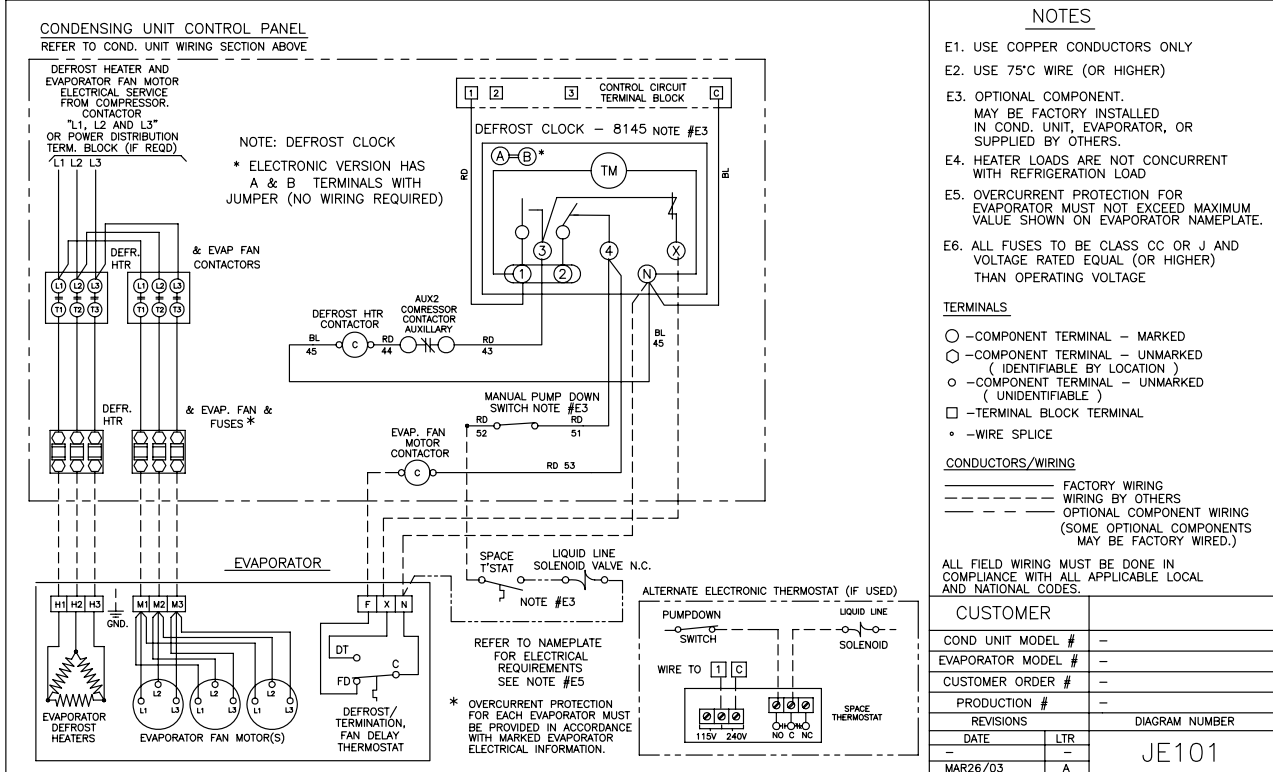 CONDENSING UNIT CONTROL PANEL
REFER TO COND. UNIT WIRING SECTION ABOVE
DEFROST HEATER AND
EVAPORATOR FAN MOTOR
ELECTRICAL SERVICE
FROM COMPRESSOR.
CONTACTOR
"L1, L2 AND L3"
OR POWER DISTRIBUTION
TERM. BLOCK (IF REQD)
L1 L2 L3
NOTE: DEFROST CLOCK
* ELECTRONIC VERSION HAS
A & B TERMINALS WITH
JUMPER (NO WIRING REQUIRED)
1 2 3 CONTROL CIRCUIT
TERMINAL BLOCK C
DEFROST CLOCK - 8145 NOTE #E3
A B *
TM
RD
BL
3 4 X
1 2 N
DEFR.
HTR
& EVAP FAN
CONTACTORS
L1 L2 L3 L1 L2 L3
T1 T2 T3 T1 T2 T3
DEFROST HTR
CONTACTOR
AUX2
COMRESSOR
CONTACTOR
AUXILLARY
BL
45
C
RD
44
RD
43
BL
45
DEFR.
HTR
& EVAP. FAN &
FUSES *
MANUAL PUMP DOWN
SWITCH NOTE #E3
RD
52
RD
51
EVAP. FAN
MOTOR
CONTACTOR
C
RD 53
EVAPORATOR
H1 H2 H3
GND.
M1 M2 M3
F X N
L2 L2 L2
L1 L3 L1 L3 L1 L3
DT
C
FD
EVAPORATOR
DEFROST
HEATERS
EVAPORATOR FAN MOTOR(S)
DEFROST/
TERMINATION,
FAN DELAY
THERMOSTAT
SPACE
T'STAT
LIQUID LINE
SOLENOID VALVE N.C.
NOTE #E3
REFER TO NAMEPLATE
FOR ELECTRICAL
REQUIREMENTS
SEE NOTE #E5
* OVERCURRENT PROTECTION
FOR EACH EVAPORATOR MUST
BE PROVIDED IN ACCORDANCE
WITH MARKED EVAPORATOR
ELECTRICAL INFORMATION.
ALTERNATE ELECTRONIC THERMOSTAT (IF USED)
PUMPDOWN
SWITCH
LIQUID LINE
SOLENOID
WIRE TO 1 C
115V 240V
NO C NC
SPACE
THERMOSTAT
NOTES
E1. USE COPPER CONDUCTORS ONLY
E2. USE 75°C WIRE (OR HIGHER)
E3. OPTIONAL COMPONENT.
MAY BE FACTORY INSTALLED
IN COND. UNIT, EVAPORATOR, OR
SUPPLIED BY OTHERS.
E4. HEATER LOADS ARE NOT CONCURRENT
WITH REFRIGERATION LOAD
E5. OVERCURRENT PROTECTION FOR
EVAPORATOR MUST NOT EXCEED MAXIMUM
VALUE SHOWN ON EVAPORATOR NAMEPLATE.
E6. ALL FUSES TO BE CLASS CC OR J AND
VOLTAGE RATED EQUAL (OR HIGHER)
THAN OPERATING VOLTAGE
TERMINALS
-COMPONENT TERMINAL - MARKED
-COMPONENT TERMINAL - UNMARKED
( IDENTIFIABLE BY LOCATION )
-COMPONENT TERMINAL - UNMARKED
( UNIDENTIFIABLE )
-TERMINAL BLOCK TERMINAL
-WIRE SPLICE
CONDUCTORS/WIRING
FACTORY WIRING
WIRING BY OTHERS
OPTIONAL COMPONENT WIRING
(SOME OPTIONAL COMPONENTS
MAY BE FACTORY WIRED.)
ALL FIELD WIRING MUST BE DONE IN
COMPLIANCE WITH ALL APPLICABLE LOCAL
AND NATIONAL CODES.
CUSTOMER
COND UNIT MODEL # -
EVAPORATOR MODEL # -
CUSTOMER ORDER # -
PRODUCTION # -
REVISIONS DIAGRAM NUMBER
DATE LTR
- -
MAR26/03 A
JE101